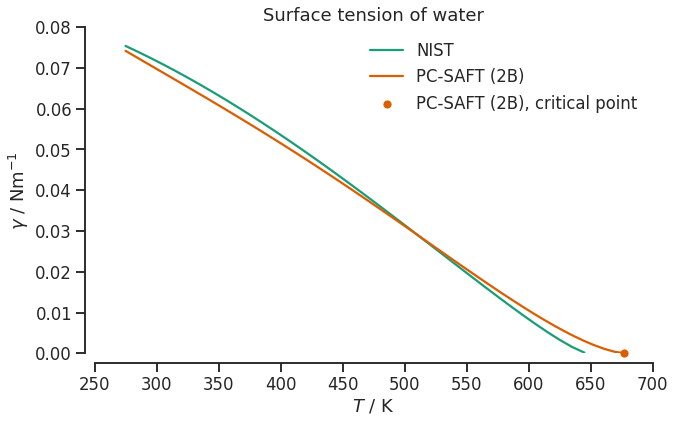 Surface tension of water
NIST
PC-SAFT (2B)
PC-SAFT (2B), critical point
γ / Nm⁻¹
0.08
0.07
0.06
0.05
0.04
0.03
0.02
0.01
0.00
250 300 350 400 450 500 550 600 650 700
T / K